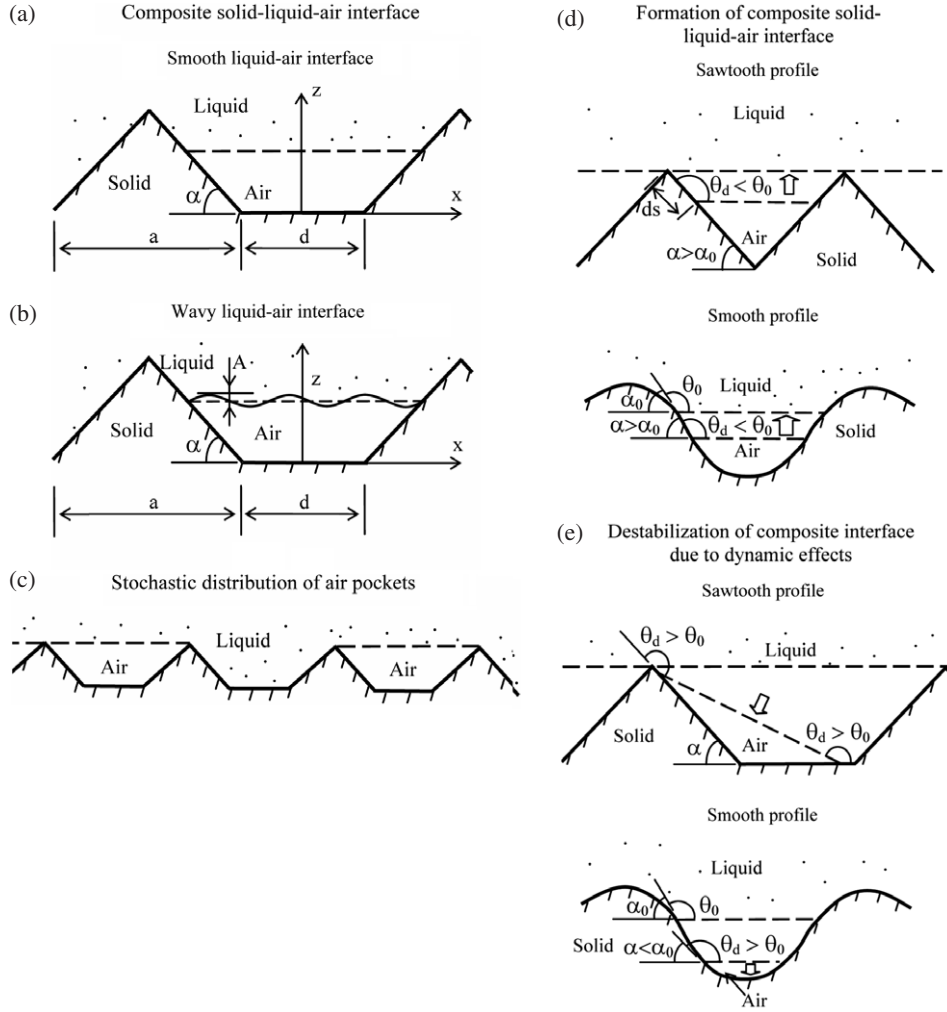 (a)
Composite solid-liquid-air interface
Smooth liquid-air interface
z
Liquid
Solid
α
Air
x
a
d
(b)
Wavy liquid-air interface
Liquid
A
z
Solid
α
Air
x
a
d
(c)
Stochastic distribution of air pockets
Liquid
Air
Air
(d)
Formation of composite solid-
liquid-air interface
Sawtooth profile
Liquid
θd < θ0
ds
Air
α>α0
Solid
Smooth profile
Liquid
α0
θ0
α>α0
θd < θ0
Solid
Air
(e)
Destabilization of composite interface
due to dynamic effects
Sawtooth profile
θd > θ0
Liquid
Solid
α
Air
θd > θ0
Smooth profile
Liquid
α0
θ0
Solid
α<α0
θd > θ0
Air